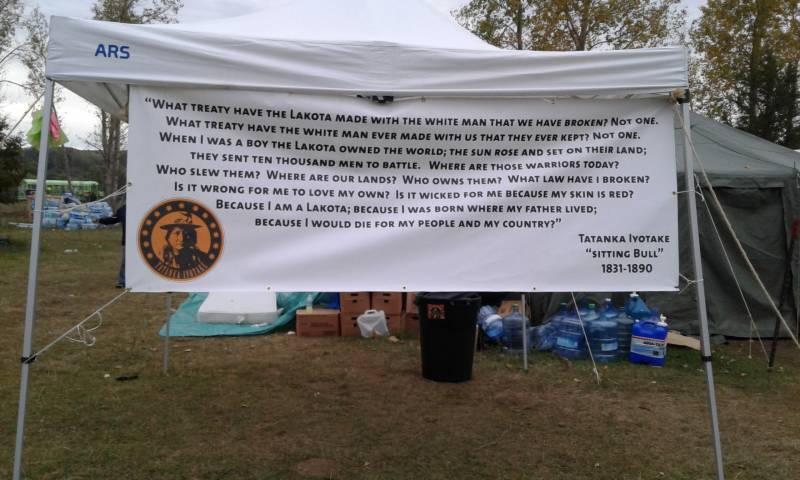 ARS
“What treaty have the Lakota made with the white man that we have broken? Not one.
What treaty have the white man ever made with us that they ever kept? Not one.
When I was a boy the Lakota owned the world; the sun rose and set on their land;
they sent ten thousand men to battle. Where are those warriors today?
Who slew them? Where are our lands? Who owns them? What law have I broken?
Is it wrong for me to love my own? Is it wicked for me because my skin is red?
Because I am a Lakota; because I was born where my father lived;
because I would die for my people and my country?”
Tatanka Iyotake
“Sitting Bull”
1831-1890
TATANKA IYOTAKE